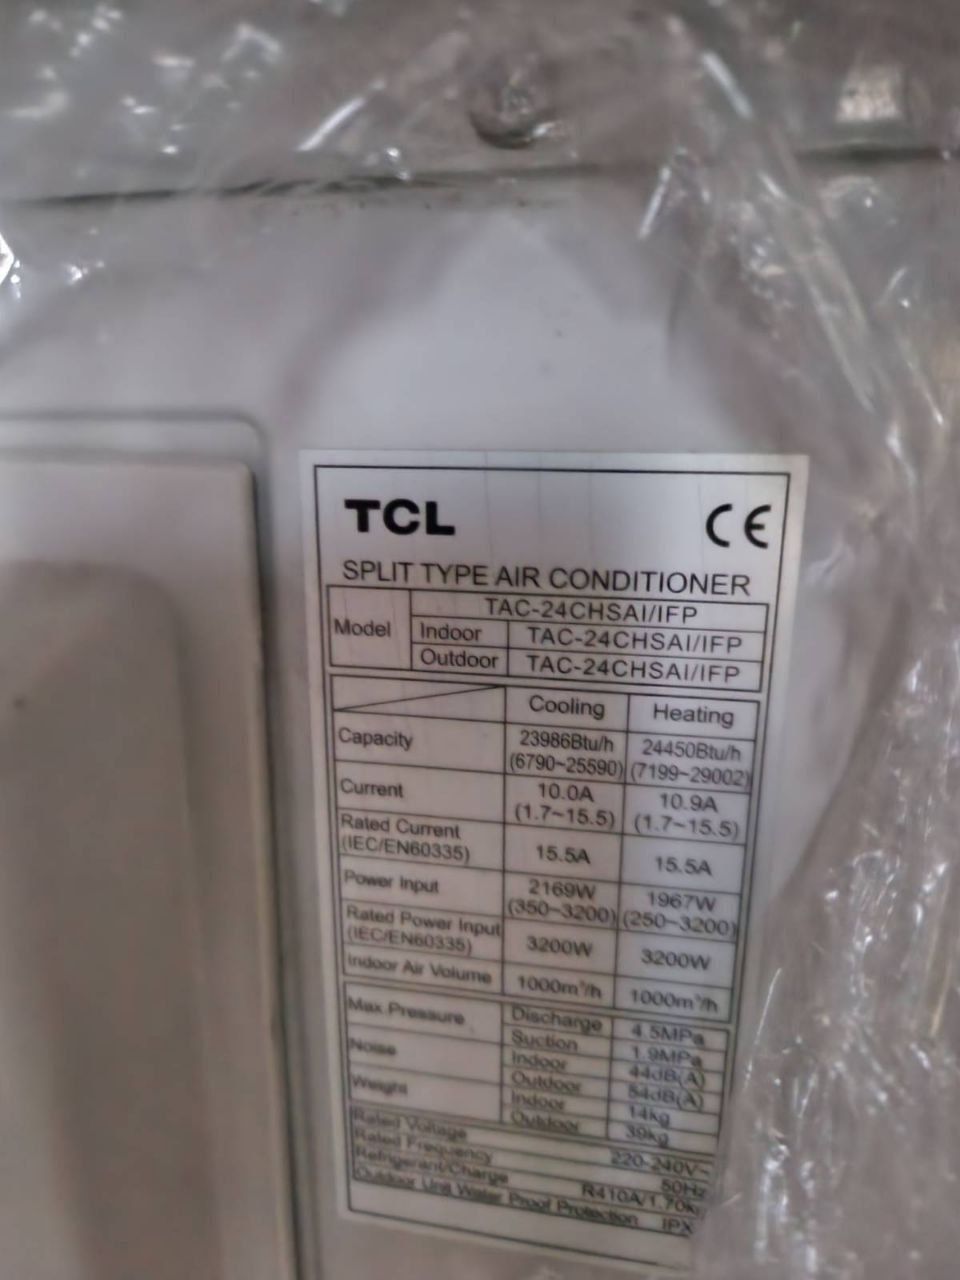 TCL CE
SPLIT TYPE AIR CONDITIONER
Model TAC-24CHSAI/IFP
Indoor TAC-24CHSAI/IFP
Outdoor TAC-24CHSAI/IFP
Cooling Heating
Capacity 23986Btu/h (6790~25590) 24450Btu/h (7199~29002)
Current 10.0A (1.7~15.5) 10.9A (1.7~15.5)
Rated Current (IEC/EN60335) 15.5A 15.5A
Power Input 2169W (350~3200) 1967W (250~3200)
Rated Power Input (IEC/EN60335) 3200W 3200W
Indoor Air Volume 1000m³/h 1000m³/h
Max.Pressure Discharge 4.5MPa
Suction 1.9MPa
Noise Indoor 44dB(A)
Outdoor 54dB(A)
Weight Indoor 14kg
Outdoor 39kg
Rated Voltage 220-240V~
Rated Frequency 50Hz
Refrigerant/Charge R410A/1.70k
Outdoor Unit Water Proof Protection IPX